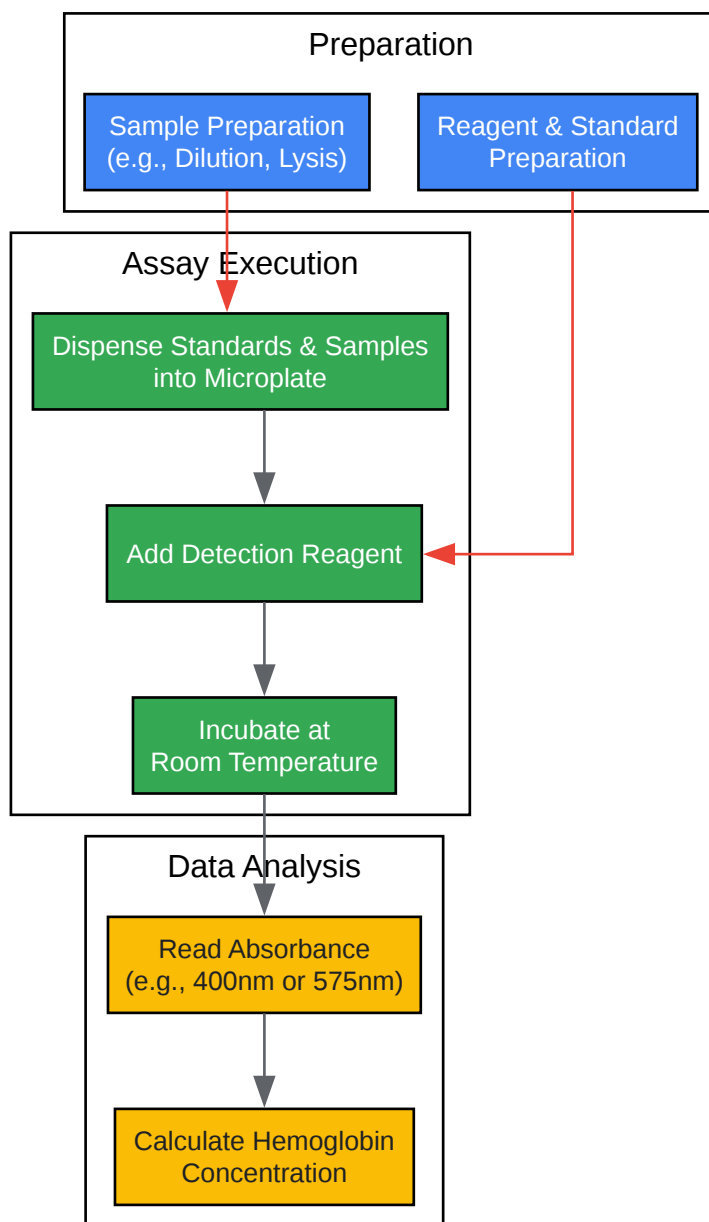 Preparation
Sample Preparation
(e.g., Dilution, Lysis)
Reagent & Standard
Preparation
Assay Execution
Dispense Standards & Samples
into Microplate
Add Detection Reagent
Incubate at
Room Temperature
Data Analysis
Read Absorbance
(e.g., 400nm or 575nm)
Calculate Hemoglobin
Concentration